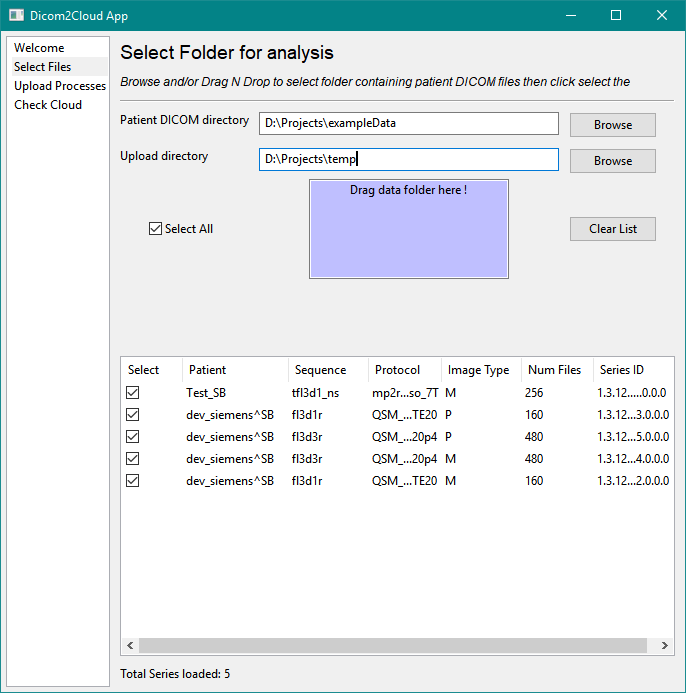 Dicom2Cloud App
Welcome
Select Files
Upload Processes
Check Cloud
Select Folder for analysis
Browse and/or Drag N Drop to select folder containing patient DICOM files then click select the
Patient DICOM directory D:\Projects\exampleData Browse
Upload directory D:\Projects\temp Browse
Drag data folder here !
Select All Clear List
Select Patient Sequence Protocol Image Type Num Files Series ID
Test_SB tfl3d1_ns mp2r...so_7T M 256 1.3.12.....0.0.0
dev_siemens^SB fl3d1r QSM_...TE20 P 160 1.3.12...3.0.0.0
dev_siemens^SB fl3d3r QSM_...20p4 P 480 1.3.12...5.0.0.0
dev_siemens^SB fl3d3r QSM_...20p4 M 480 1.3.12...4.0.0.0
dev_siemens^SB fl3d1r QSM_...TE20 M 160 1.3.12...2.0.0.0
Total Series loaded: 5